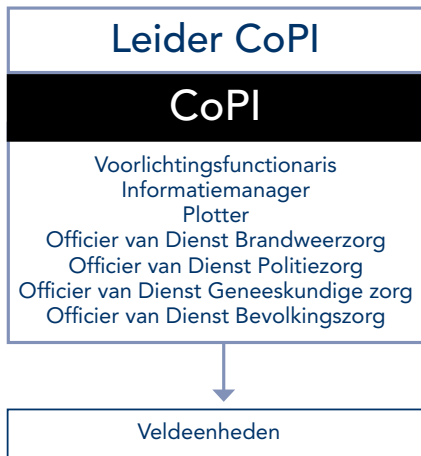 Leider CoPI
CoPI
Voorlichtingsfunctionaris
Informatiemanager
Plotter
Officier van Dienst Brandweerzorg
Officier van Dienst Politiezorg
Officier van Dienst Geneeskundige zorg
Officier van Dienst Bevolkingszorg
Veldeenheden